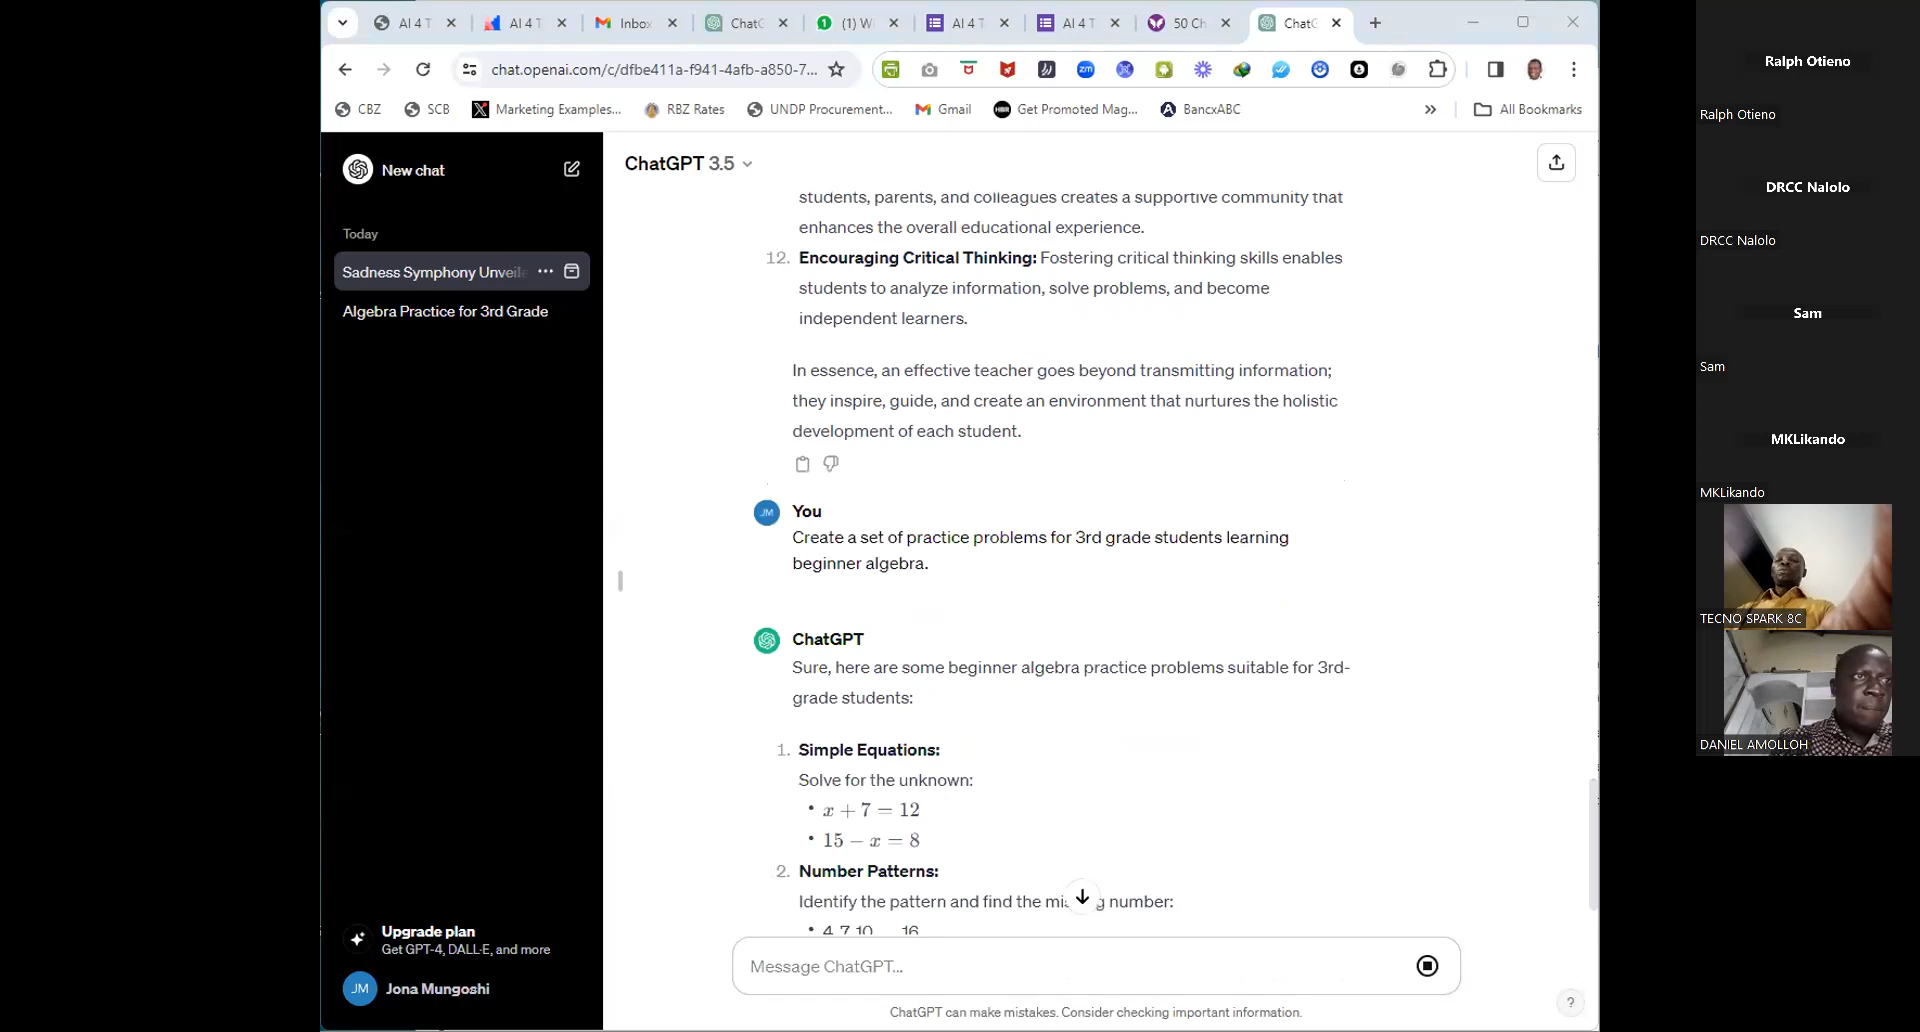 AI 4 T
AI 4 T
Inbox
ChatG
(1) W
AI 4 T
AI 4 T
50 Ch
ChatG
chat.openai.com/c/dfbe411a-f941-4afb-a850-7...
CBZ
SCB
Marketing Examples...
RBZ Rates
UNDP Procurement...
Gmail
Get Promoted Mag...
BancxABC
»
All Bookmarks
New chat
Today
Sadness Symphony Unveile
Algebra Practice for 3rd Grade
Upgrade plan
Get GPT-4, DALL·E, and more
JM
Jona Mungoshi
ChatGPT 3.5
students, parents, and colleagues creates a supportive community that
enhances the overall educational experience.
12. Encouraging Critical Thinking: Fostering critical thinking skills enables
students to analyze information, solve problems, and become
independent learners.
In essence, an effective teacher goes beyond transmitting information;
they inspire, guide, and create an environment that nurtures the holistic
development of each student.
JM
You
Create a set of practice problems for 3rd grade students learning
beginner algebra.
ChatGPT
Sure, here are some beginner algebra practice problems suitable for 3rd-
grade students:
1. Simple Equations:
Solve for the unknown:
• x + 7 = 12
• 15 − x = 8
2. Number Patterns:
Identify the pattern and find the mi g number:
• 4, 7, 10, 16
Message ChatGPT...
ChatGPT can make mistakes. Consider checking important information.
?
Ralph Otieno
Ralph Otieno
DRCC Nalolo
DRCC Nalolo
Sam
Sam
MKLikando
MKLikando
TECNO SPARK 8C
DANIEL AMOLLOH